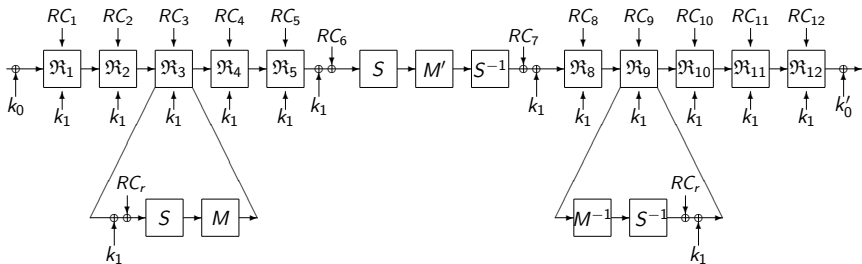 RC₁ RC₂ RC₃ RC₄ RC₅ RC₈ RC₉ RC₁₀ RC₁₁ RC₁₂
RC₆ RC₇
ℜ₁ ℜ₂ ℜ₃ ℜ₄ ℜ₅ S M′ S⁻¹ ℜ₈ ℜ₉ ℜ₁₀ ℜ₁₁ ℜ₁₂
k₀ k₁ k₁ k₁ k₁ k₁ k₁ k₁ k₁ k₁ k₁ k₁ k₁ k₀′
RCᵣ RCᵣ
S M M⁻¹ S⁻¹
k₁ k₁